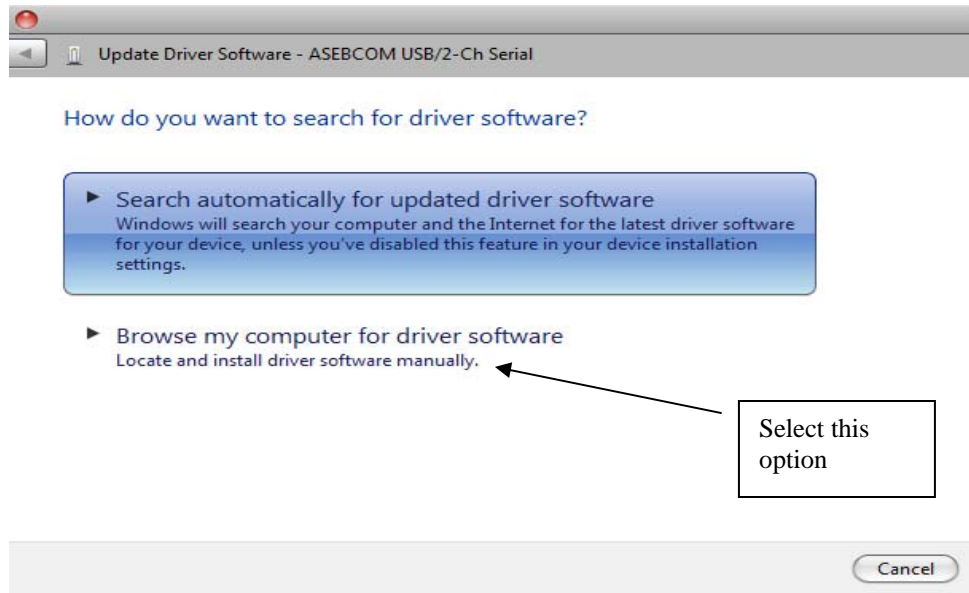 Update Driver Software - ASEBCOM USB/2-Ch Serial
How do you want to search for driver software?
Search automatically for updated driver software
Windows will search your computer and the Internet for the latest driver software
for your device, unless you've disabled this feature in your device installation
settings.
Browse my computer for driver software
Locate and install driver software manually.
Select this
option
Cancel